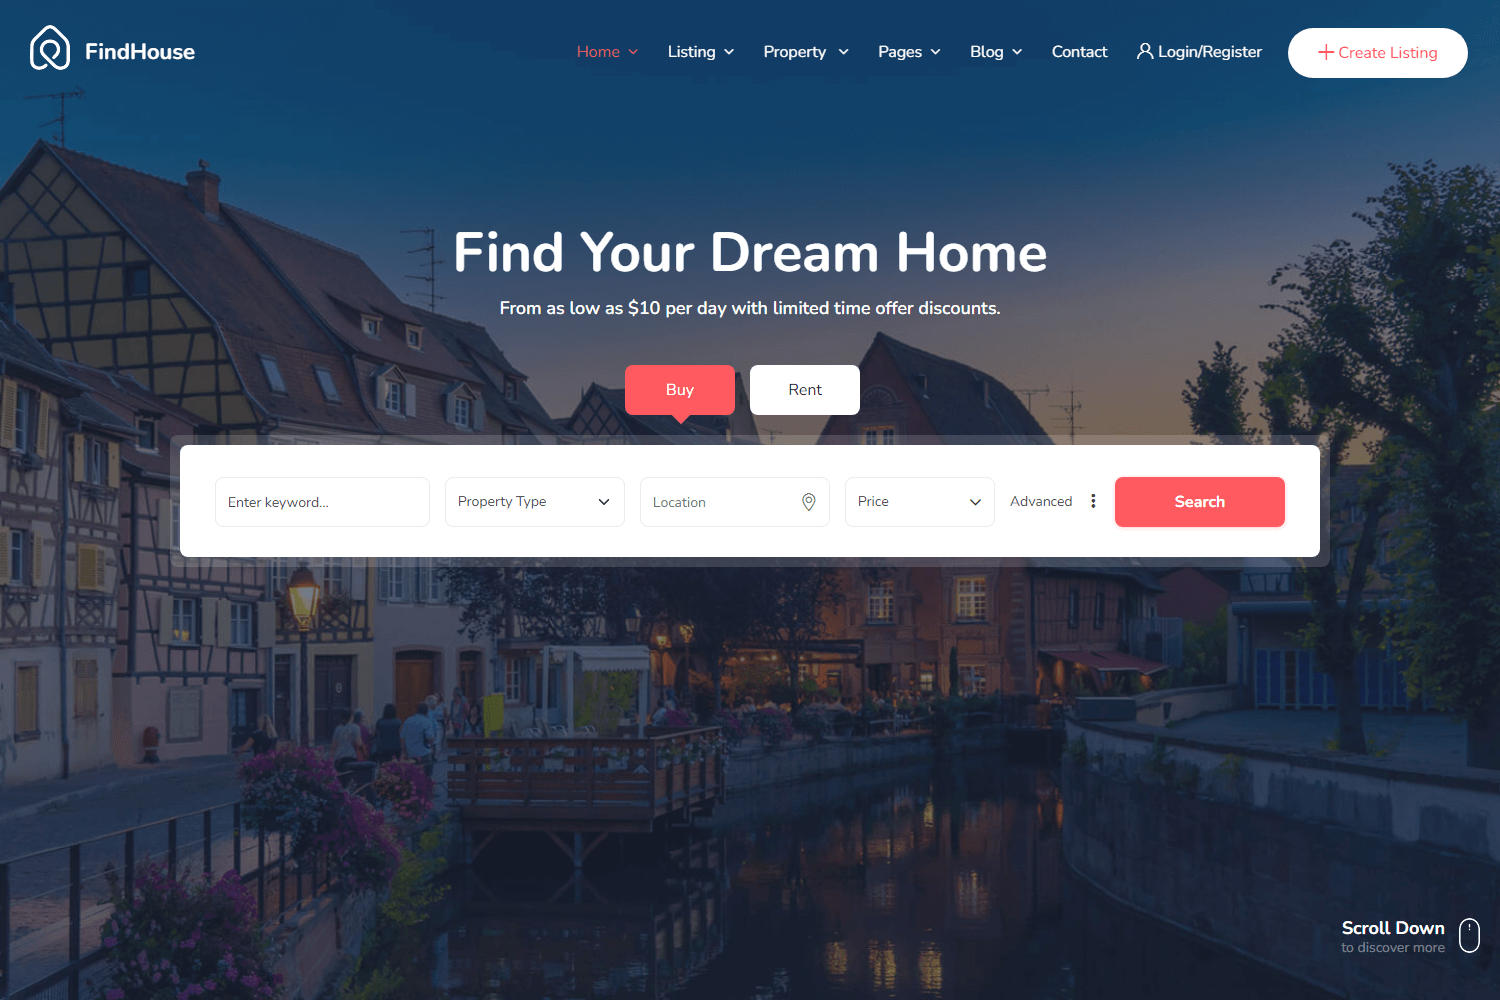 FindHouse
Home
Listing
Property
Pages
Blog
Contact
Login/Register
Create Listing
Find Your Dream Home
From as low as $10 per day with limited time offer discounts.
Buy
Rent
Enter keyword...
Property Type
Location
Price
Advanced
Search
Scroll Down
to discover more